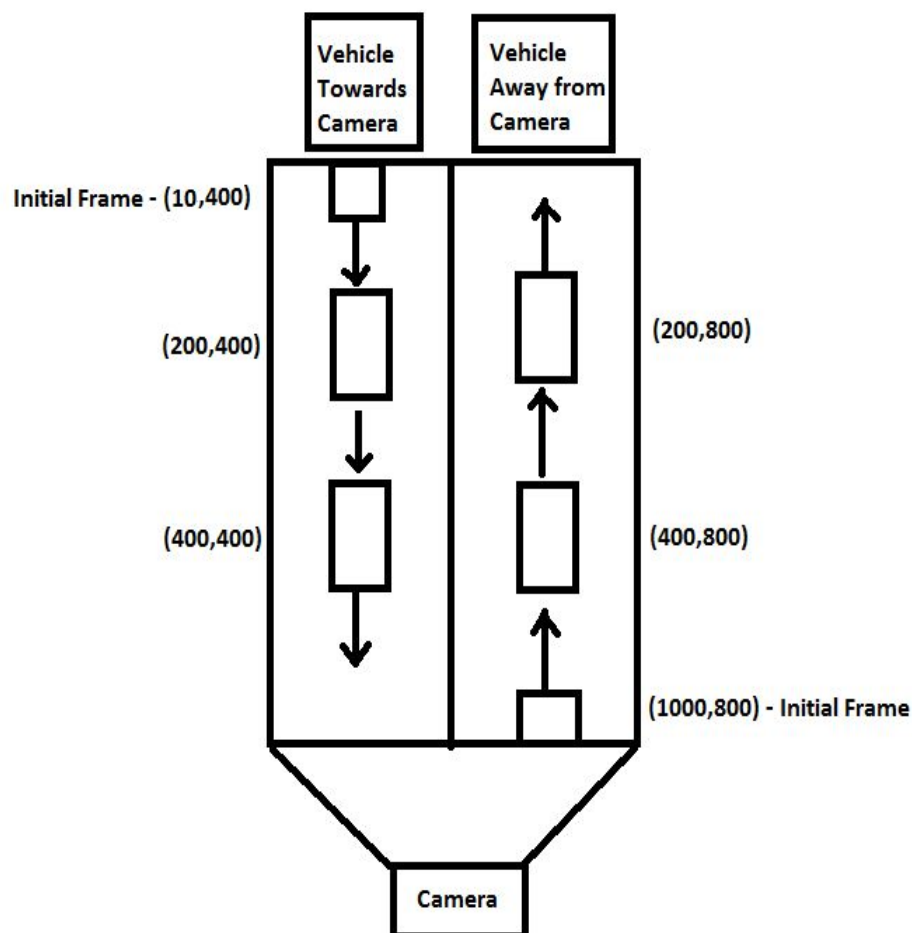 Vehicle
Towards
Camera
Vehicle
Away from
Camera
Initial Frame - (10,400)
(200,400)
(200,800)
(400,400)
(400,800)
(1000,800) - Initial Frame
Camera